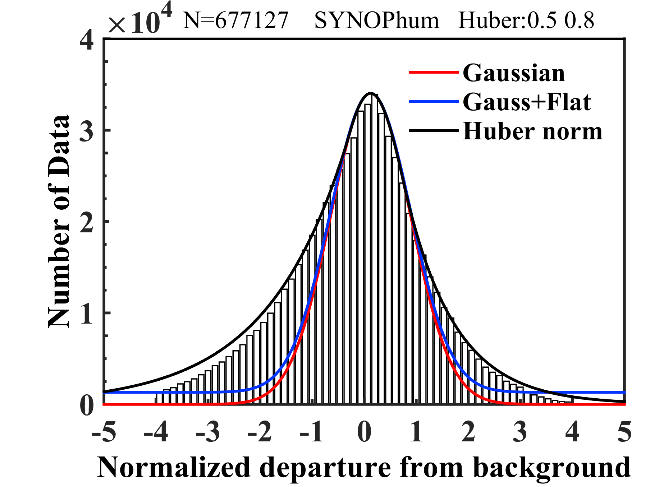 ×10⁴ N=677127 SYNOPhum Huber:0.5 0.8
4
3
2
1
0
Number of Data
Gaussian
Gauss+Flat
Huber norm
-5 -4 -3 -2 -1 0 1 2 3 4 5
Normalized departure from background